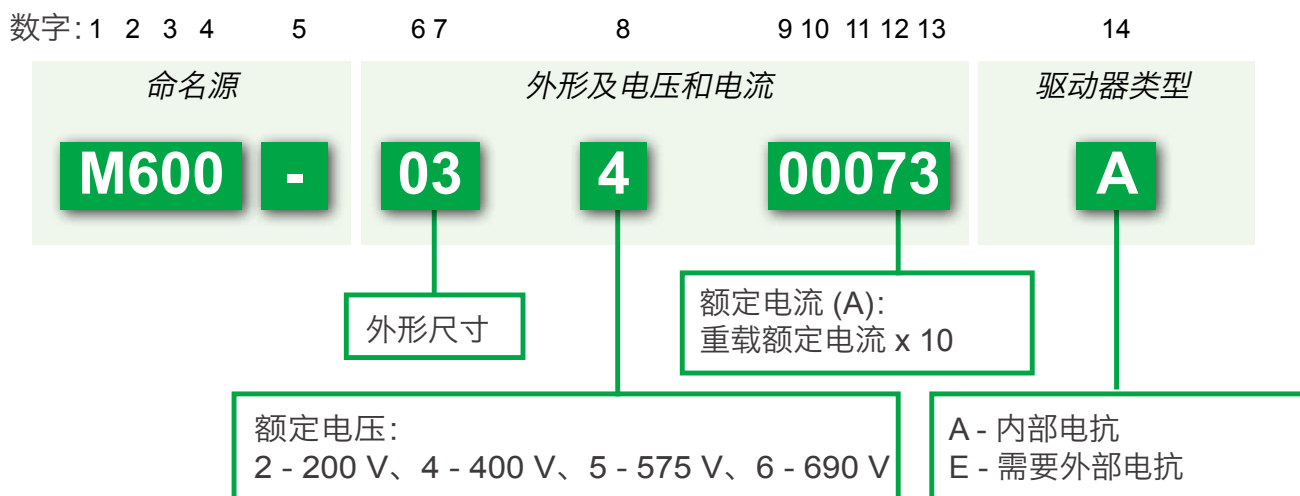 数字: 1 2 3 4 5 6 7 8 9 10 11 12 13 14
命名源 外形及电压和电流 驱动器类型
M600 - 03 4 00073 A
外形尺寸
额定电流 (A):
重载额定电流 x 10
额定电压:
2 - 200 V、4 - 400 V、5 - 575 V、6 - 690 V
A - 内部电抗
E - 需要外部电抗